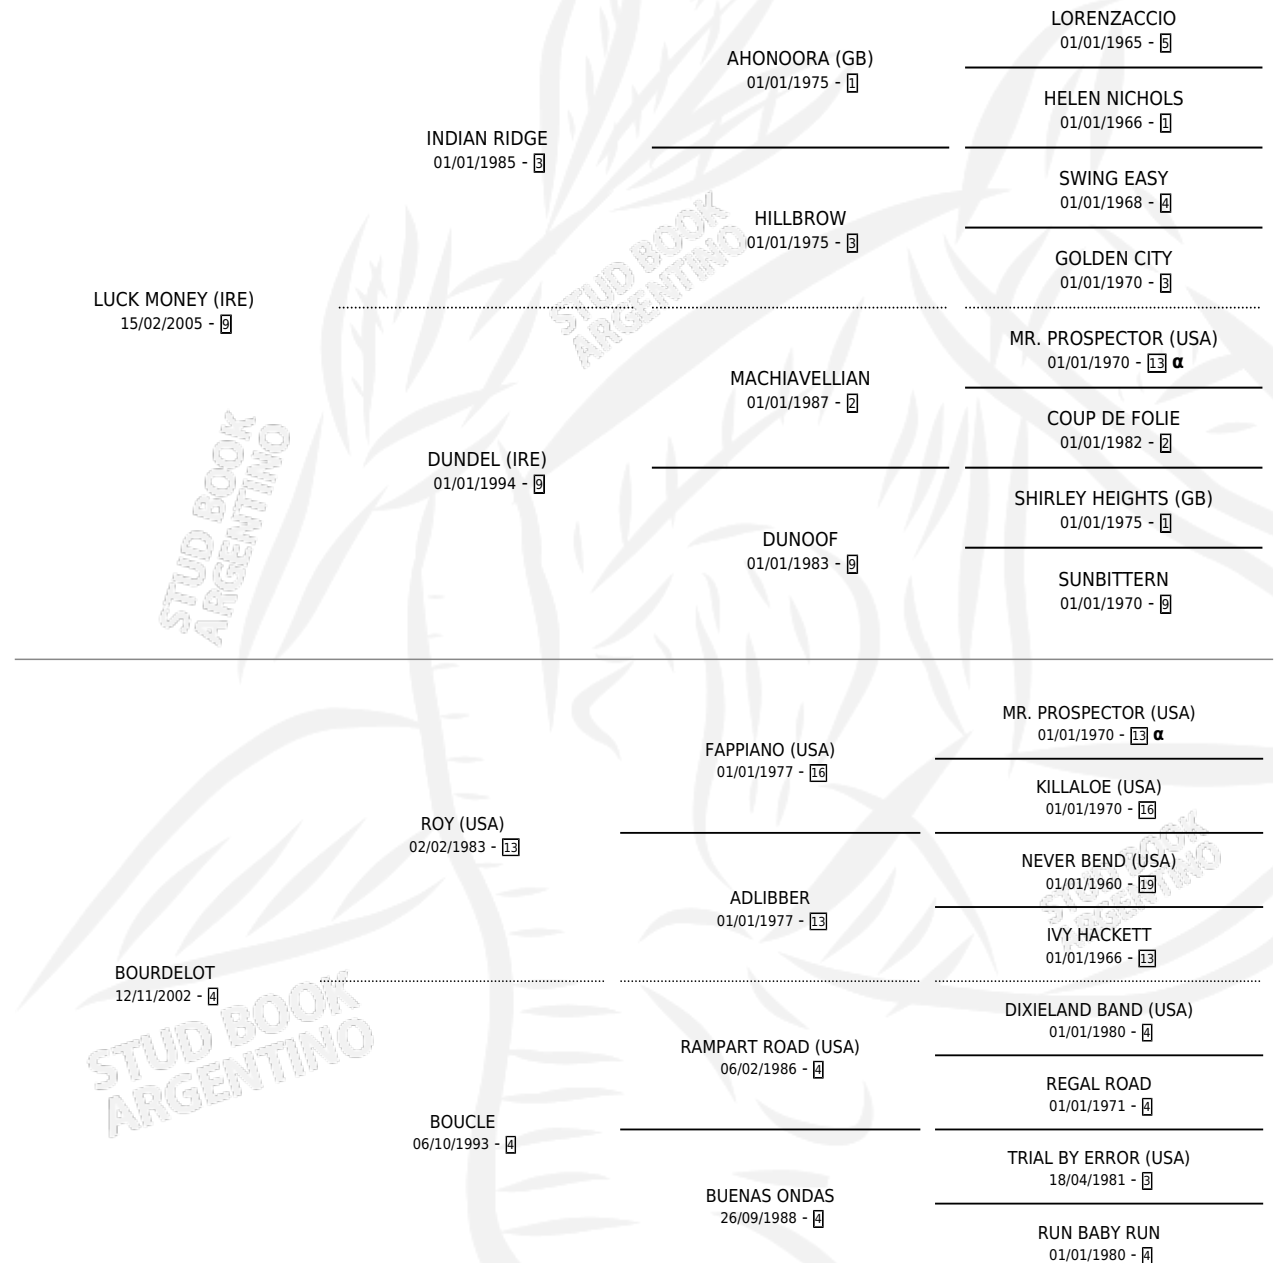 LORENZACCIO
01/01/1965 - 5
AHONOORA (GB)
01/01/1975 - 1
HELEN NICHOLS
01/01/1966 - 1
INDIAN RIDGE
01/01/1985 - 3
SWING EASY
01/01/1968 - 4
HILLBROW
01/01/1975 - 3
GOLDEN CITY
01/01/1970 - 3
LUCK MONEY (IRE)
15/02/2005 - 9
MR. PROSPECTOR (USA)
01/01/1970 - 13 α
MACHIAVELLIAN
01/01/1987 - 2
COUP DE FOLIE
01/01/1982 - 2
DUNDEL (IRE)
01/01/1994 - 9
SHIRLEY HEIGHTS (GB)
01/01/1975 - 1
DUNOOF
01/01/1983 - 9
SUNBITTERN
01/01/1970 - 9
MR. PROSPECTOR (USA)
01/01/1970 - 13 α
FAPPIANO (USA)
01/01/1977 - 16
KILLALOE (USA)
01/01/1970 - 16
ROY (USA)
02/02/1983 - 13
NEVER BEND (USA)
01/01/1960 - 19
ADLIBBER
01/01/1977 - 13
IVY HACKETT
01/01/1966 - 13
BOURDELOT
12/11/2002 - 4
DIXIELAND BAND (USA)
01/01/1980 - 4
RAMPART ROAD (USA)
06/02/1986 - 4
REGAL ROAD
01/01/1971 - 4
BOUCLE
06/10/1993 - 4
TRIAL BY ERROR (USA)
18/04/1981 - 3
BUENAS ONDAS
26/09/1988 - 4
RUN BABY RUN
01/01/1980 - 4
STUD BOOK
ARGENTINO
STUD BOOK
ARGENTINO
STUD BOOK
ARGENTINO
STUD BOOK
ARGENTINO